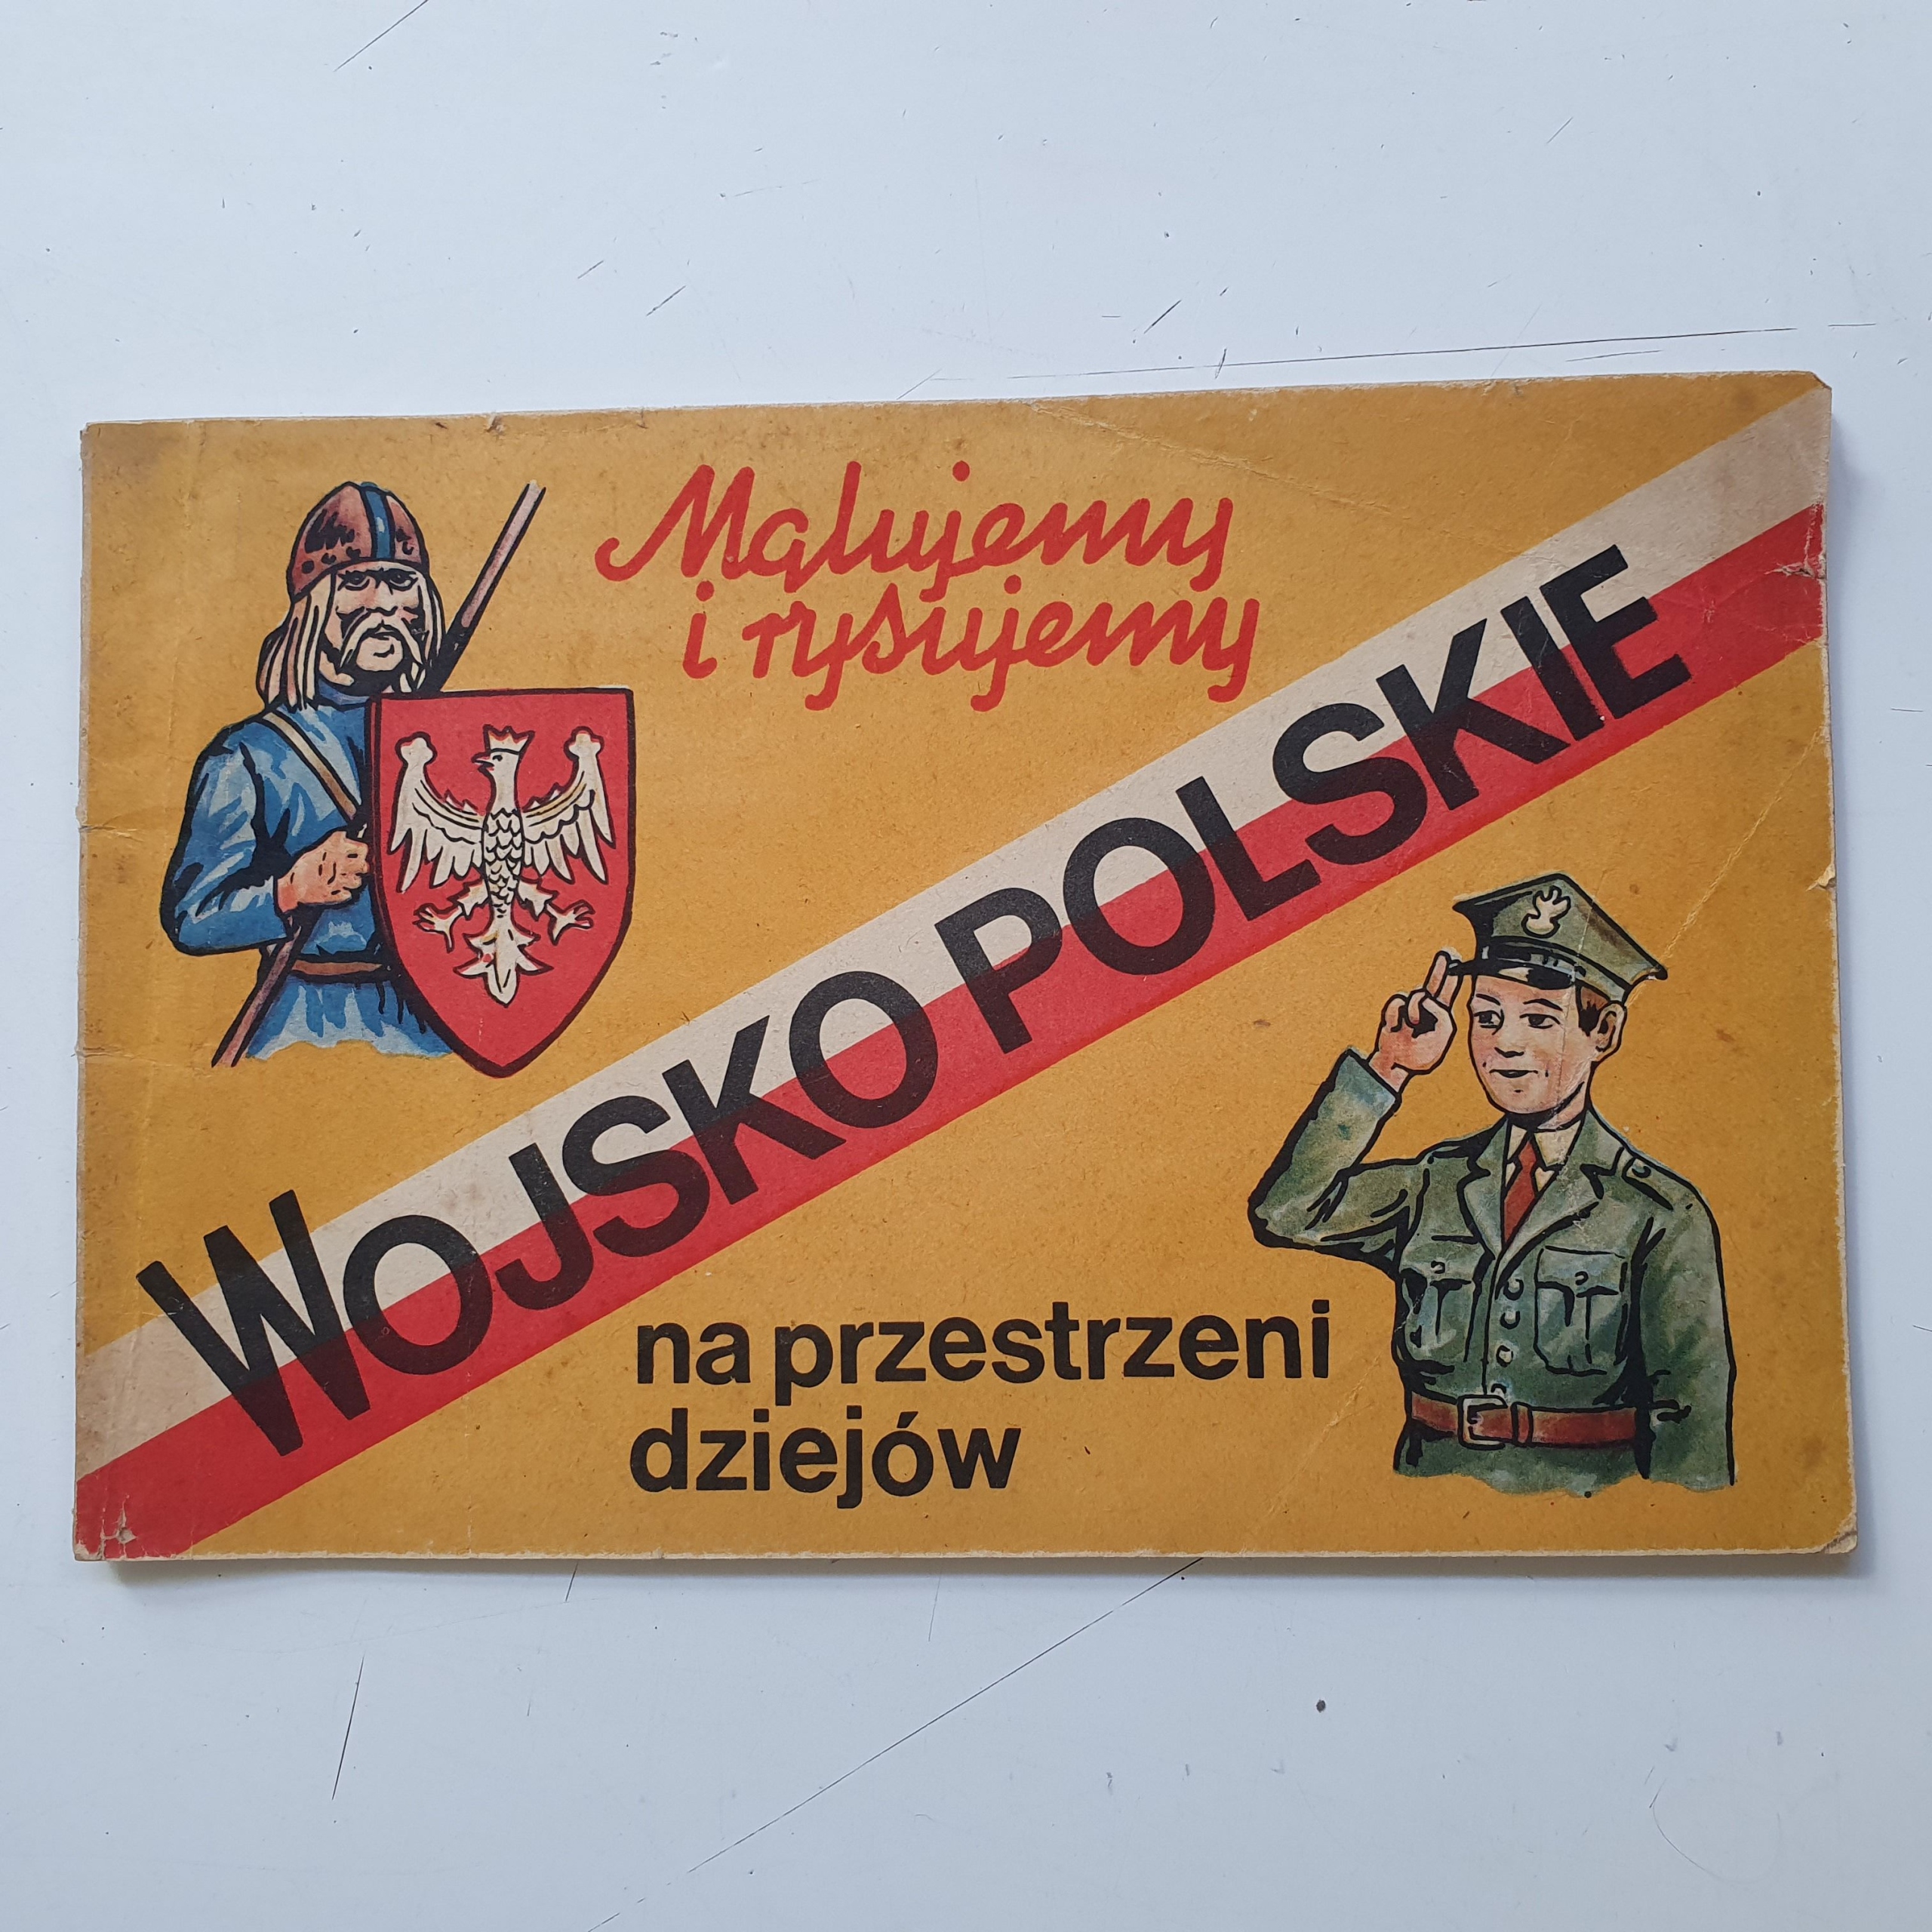 Malujemy
i rysujemy
WOJSKO POLSKIE
na przestrzeni
dziejów